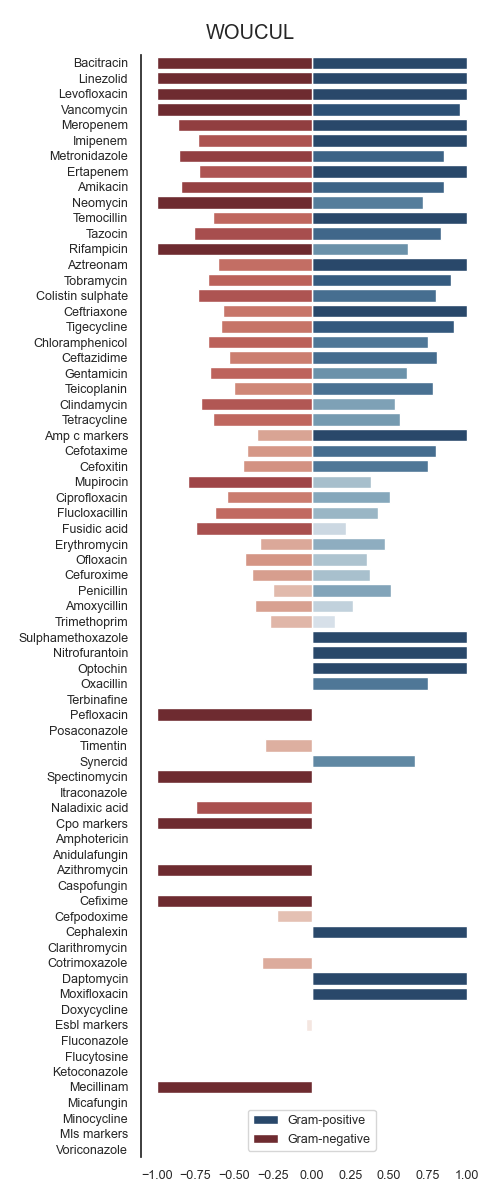 WOUCUL
Bacitracin
Linezolid
Levofloxacin
Vancomycin
Meropenem
Imipenem
Metronidazole
Ertapenem
Amikacin
Neomycin
Temocillin
Tazocin
Rifampicin
Aztreonam
Tobramycin
Colistin sulphate
Ceftriaxone
Tigecycline
Chloramphenicol
Ceftazidime
Gentamicin
Teicoplanin
Clindamycin
Tetracycline
Amp c markers
Cefotaxime
Cefoxitin
Mupirocin
Ciprofloxacin
Flucloxacillin
Fusidic acid
Erythromycin
Ofloxacin
Cefuroxime
Penicillin
Amoxycillin
Trimethoprim
Sulphamethoxazole
Nitrofurantoin
Optochin
Oxacillin
Terbinafine
Pefloxacin
Posaconazole
Timentin
Synercid
Spectinomycin
Itraconazole
Naladixic acid
Cpo markers
Amphotericin
Anidulafungin
Azithromycin
Caspofungin
Cefixime
Cefpodoxime
Cephalexin
Clarithromycin
Cotrimoxazole
Daptomycin
Moxifloxacin
Doxycycline
Esbl markers
Fluconazole
Flucytosine
Ketoconazole
Mecillinam
Micafungin
Minocycline
Mls markers
Voriconazole
Gram-positive
Gram-negative
−1.00 −0.75 −0.50 −0.25 0.00 0.25 0.50 0.75 1.00